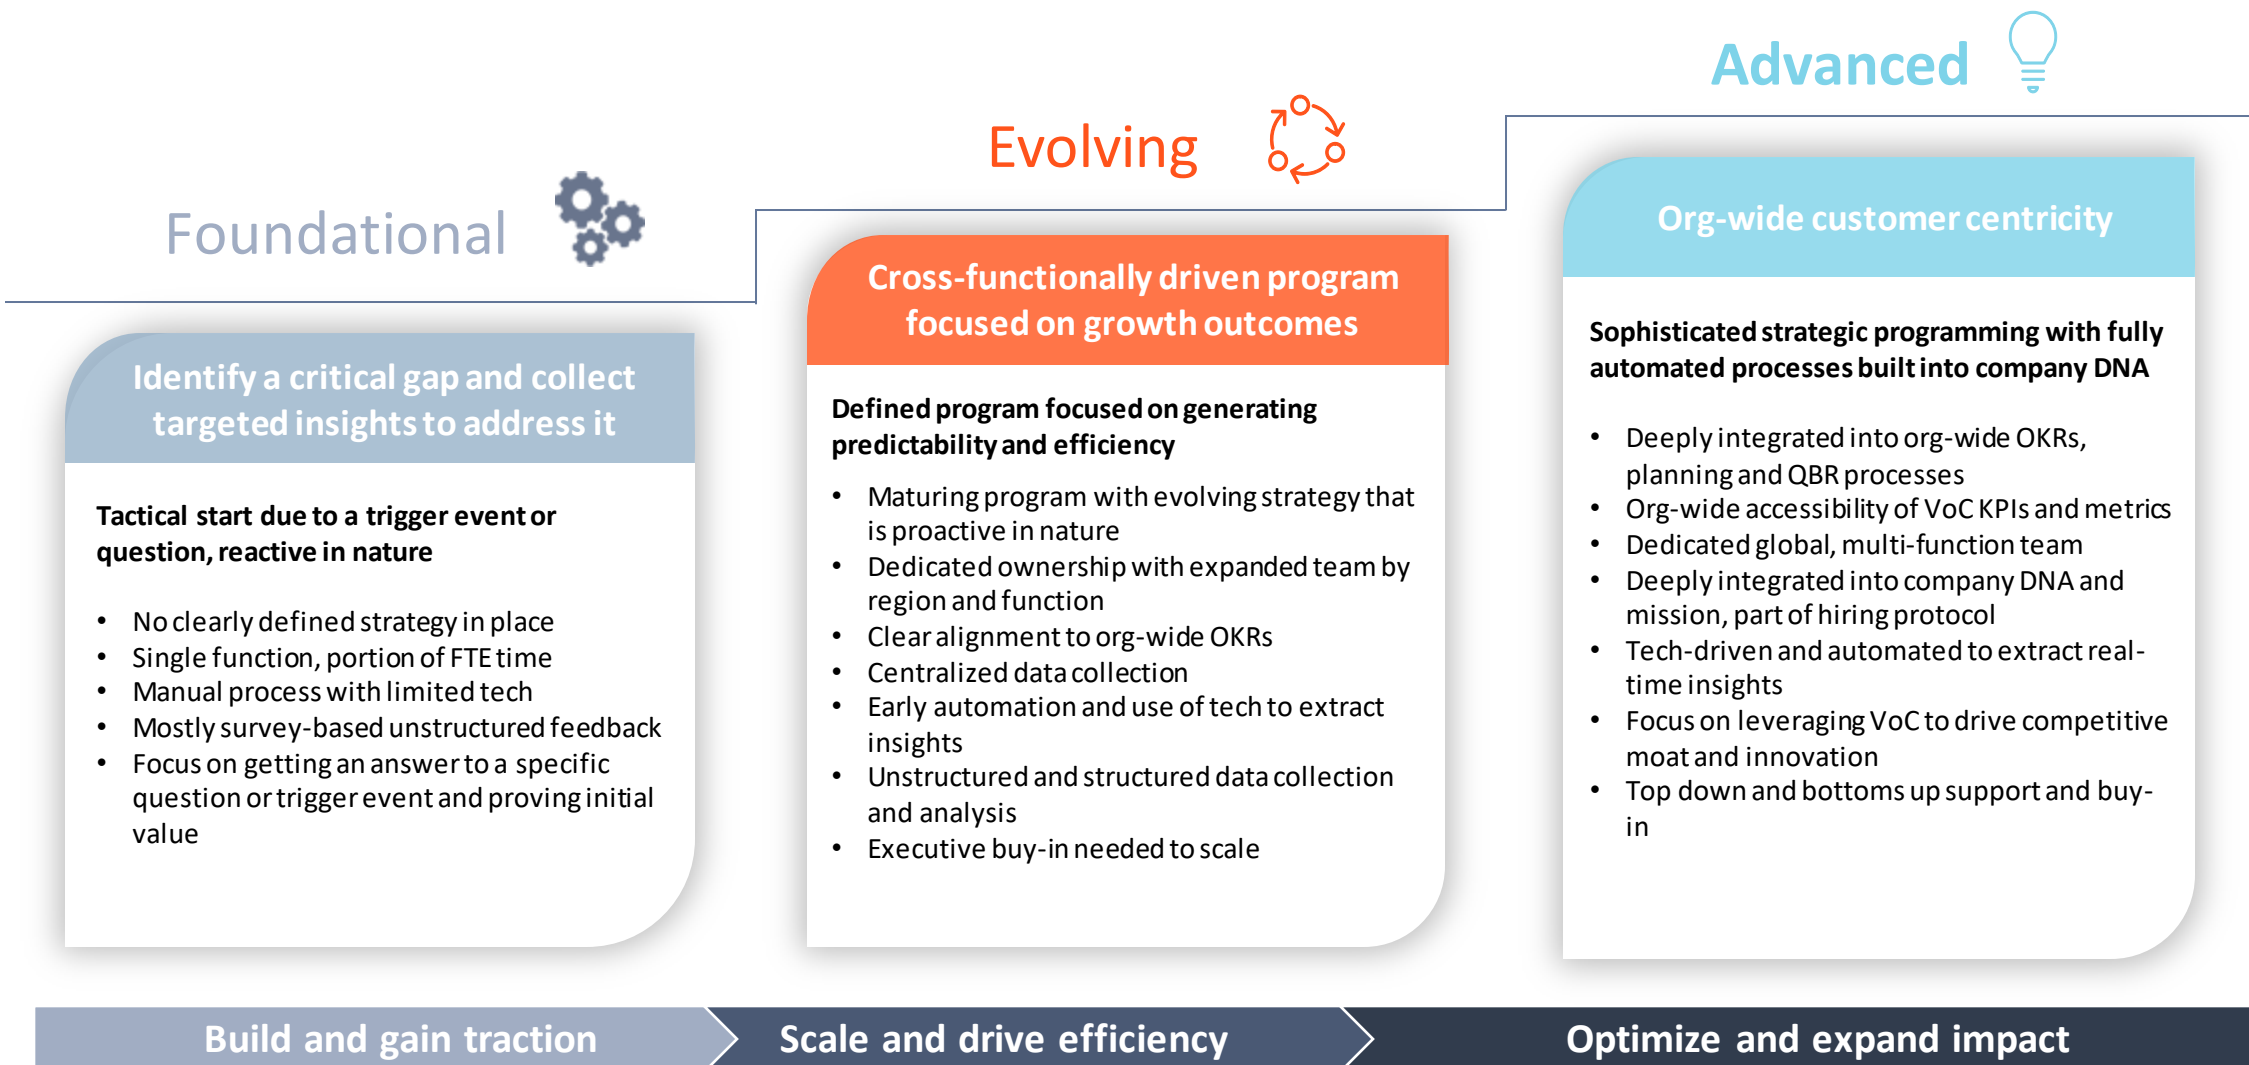 Foundational
Identify a critical gap and collect
targeted insights to address it
Tactical start due to a trigger event or
question, reactive in nature
• No clearly defined strategy in place
• Single function, portion of FTE time
• Manual process with limited tech
• Mostly survey-based unstructured feedback
• Focus on getting an answer to a specific
question or trigger event and proving initial
value
Build and gain traction
Evolving
Cross-functionally driven program
focused on growth outcomes
Defined program focused on generating
predictability and efficiency
• Maturing program with evolving strategy that
is proactive in nature
• Dedicated ownership with expanded team by
region and function
• Clear alignment to org-wide OKRs
• Centralized data collection
• Early automation and use of tech to extract
insights
• Unstructured and structured data collection
and analysis
• Executive buy-in needed to scale
Scale and drive efficiency
Advanced
Org-wide customer centricity
Sophisticated strategic programming with fully
automated processes built into company DNA
• Deeply integrated into org-wide OKRs,
planning and QBR processes
• Org-wide accessibility of VoC KPIs and metrics
• Dedicated global, multi-function team
• Deeply integrated into company DNA and
mission, part of hiring protocol
• Tech-driven and automated to extract real-
time insights
• Focus on leveraging VoC to drive competitive
moat and innovation
• Top down and bottoms up support and buy-
in
Optimize and expand impact